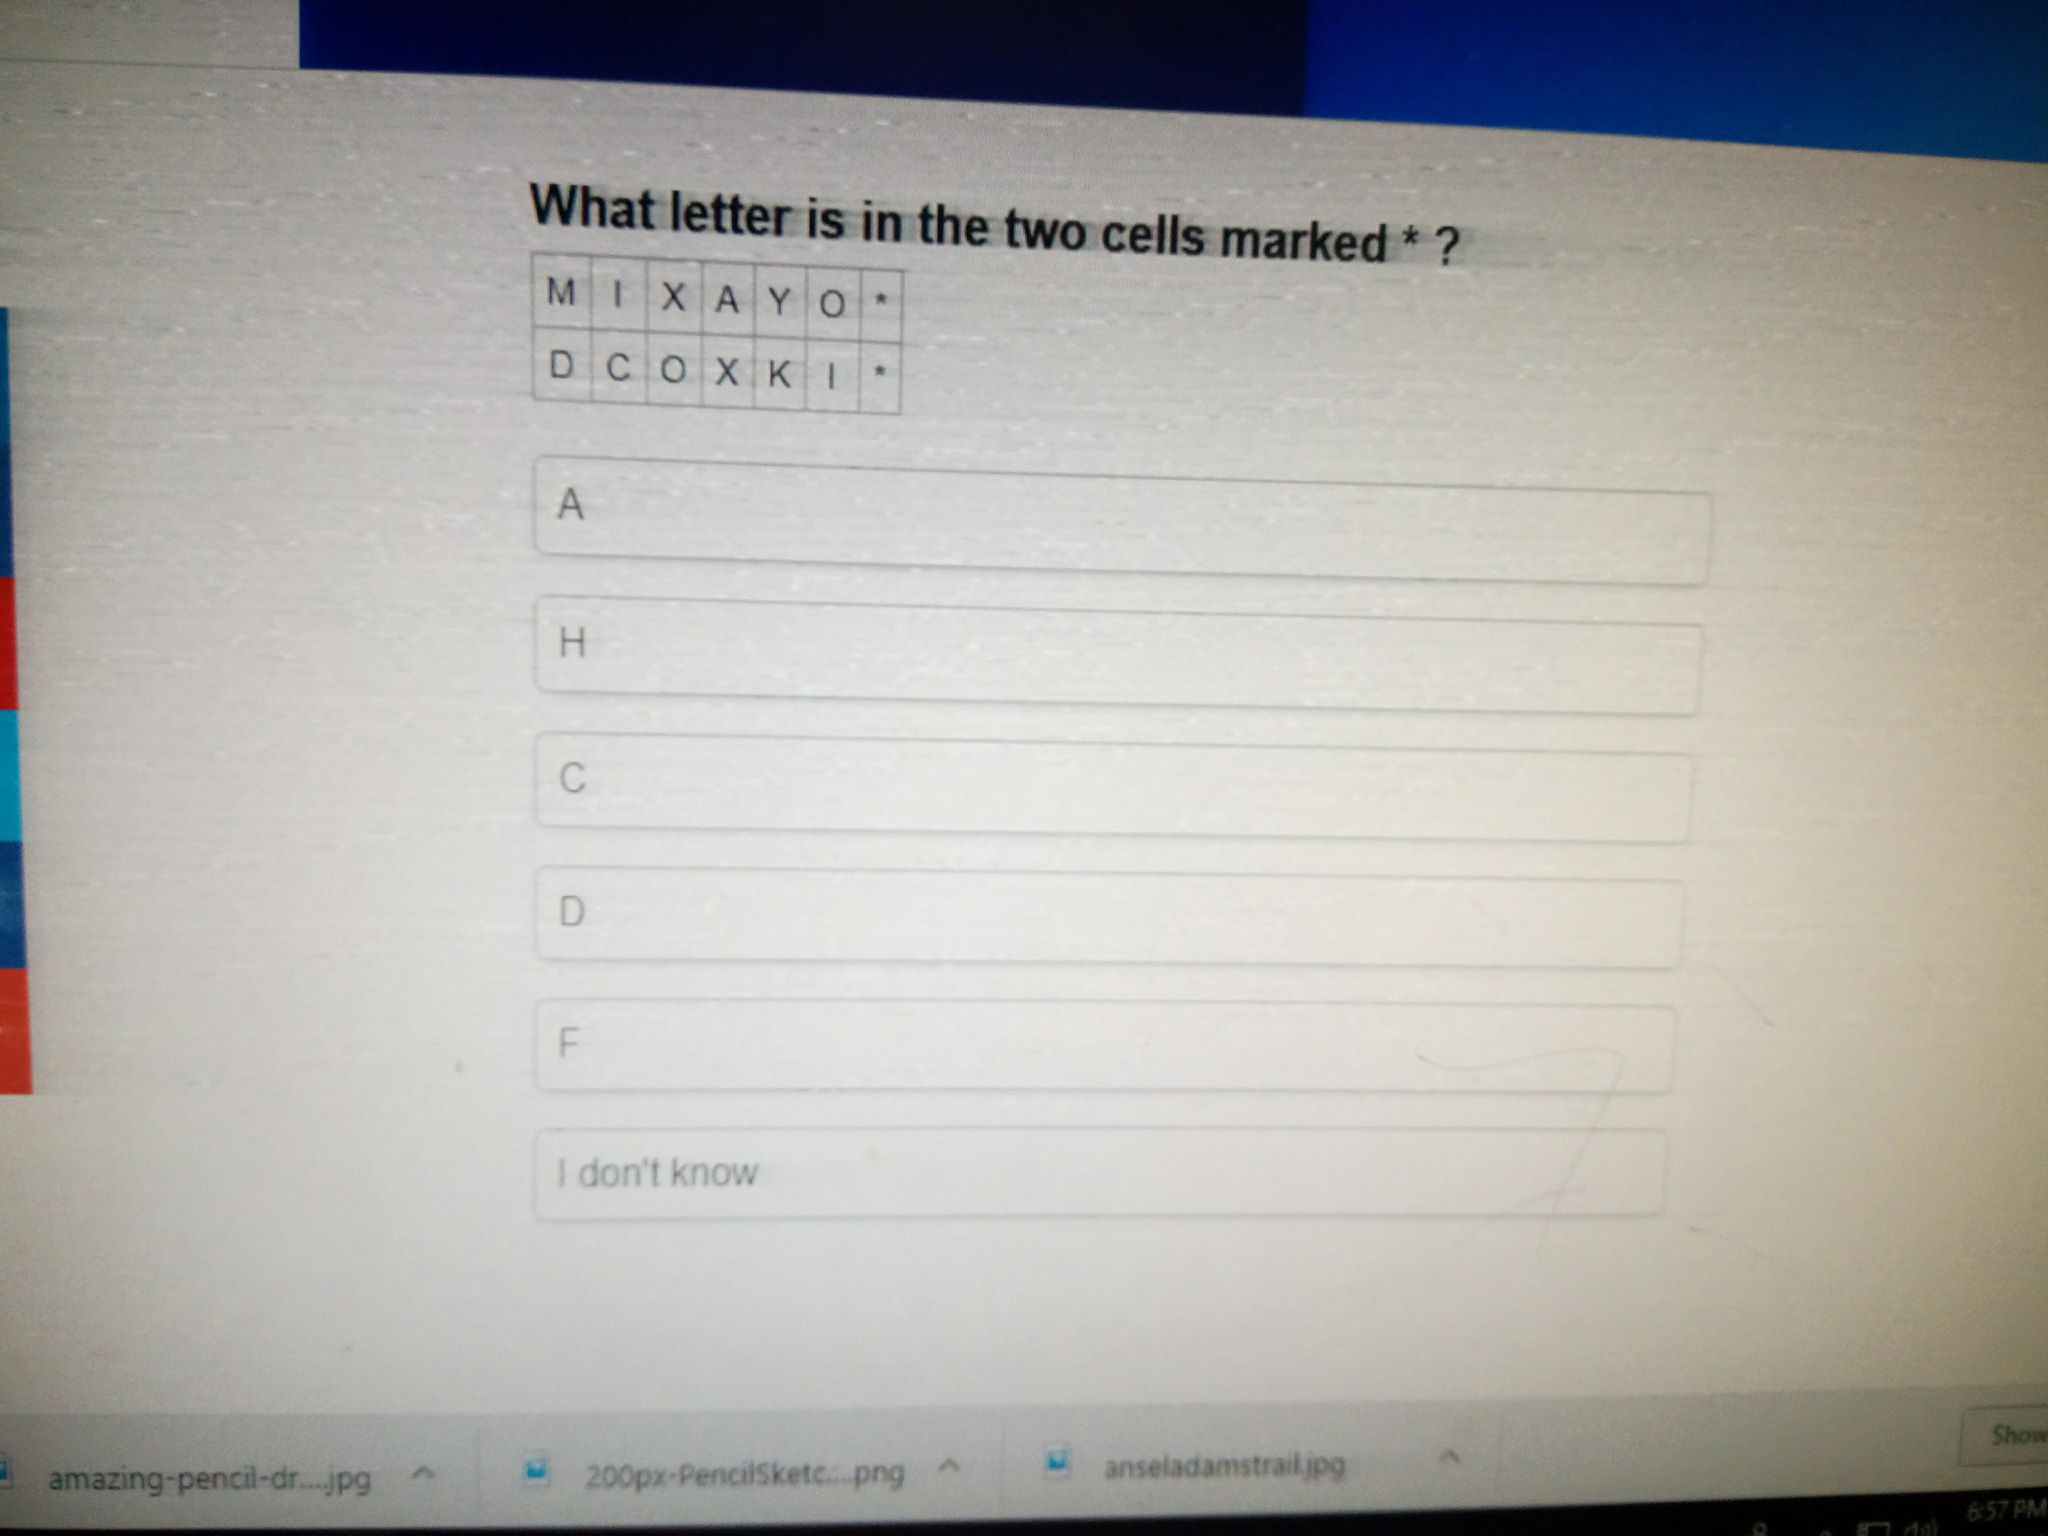 What letter is in the two cells marked * ?
M I X A Y O *
D C O X K I *
A
H
C
D
F
I don't know
amazing-pencil-dr....jpg
200px-PencilSketc....png
anseladamstrail.jpg
Show
6:57 PM